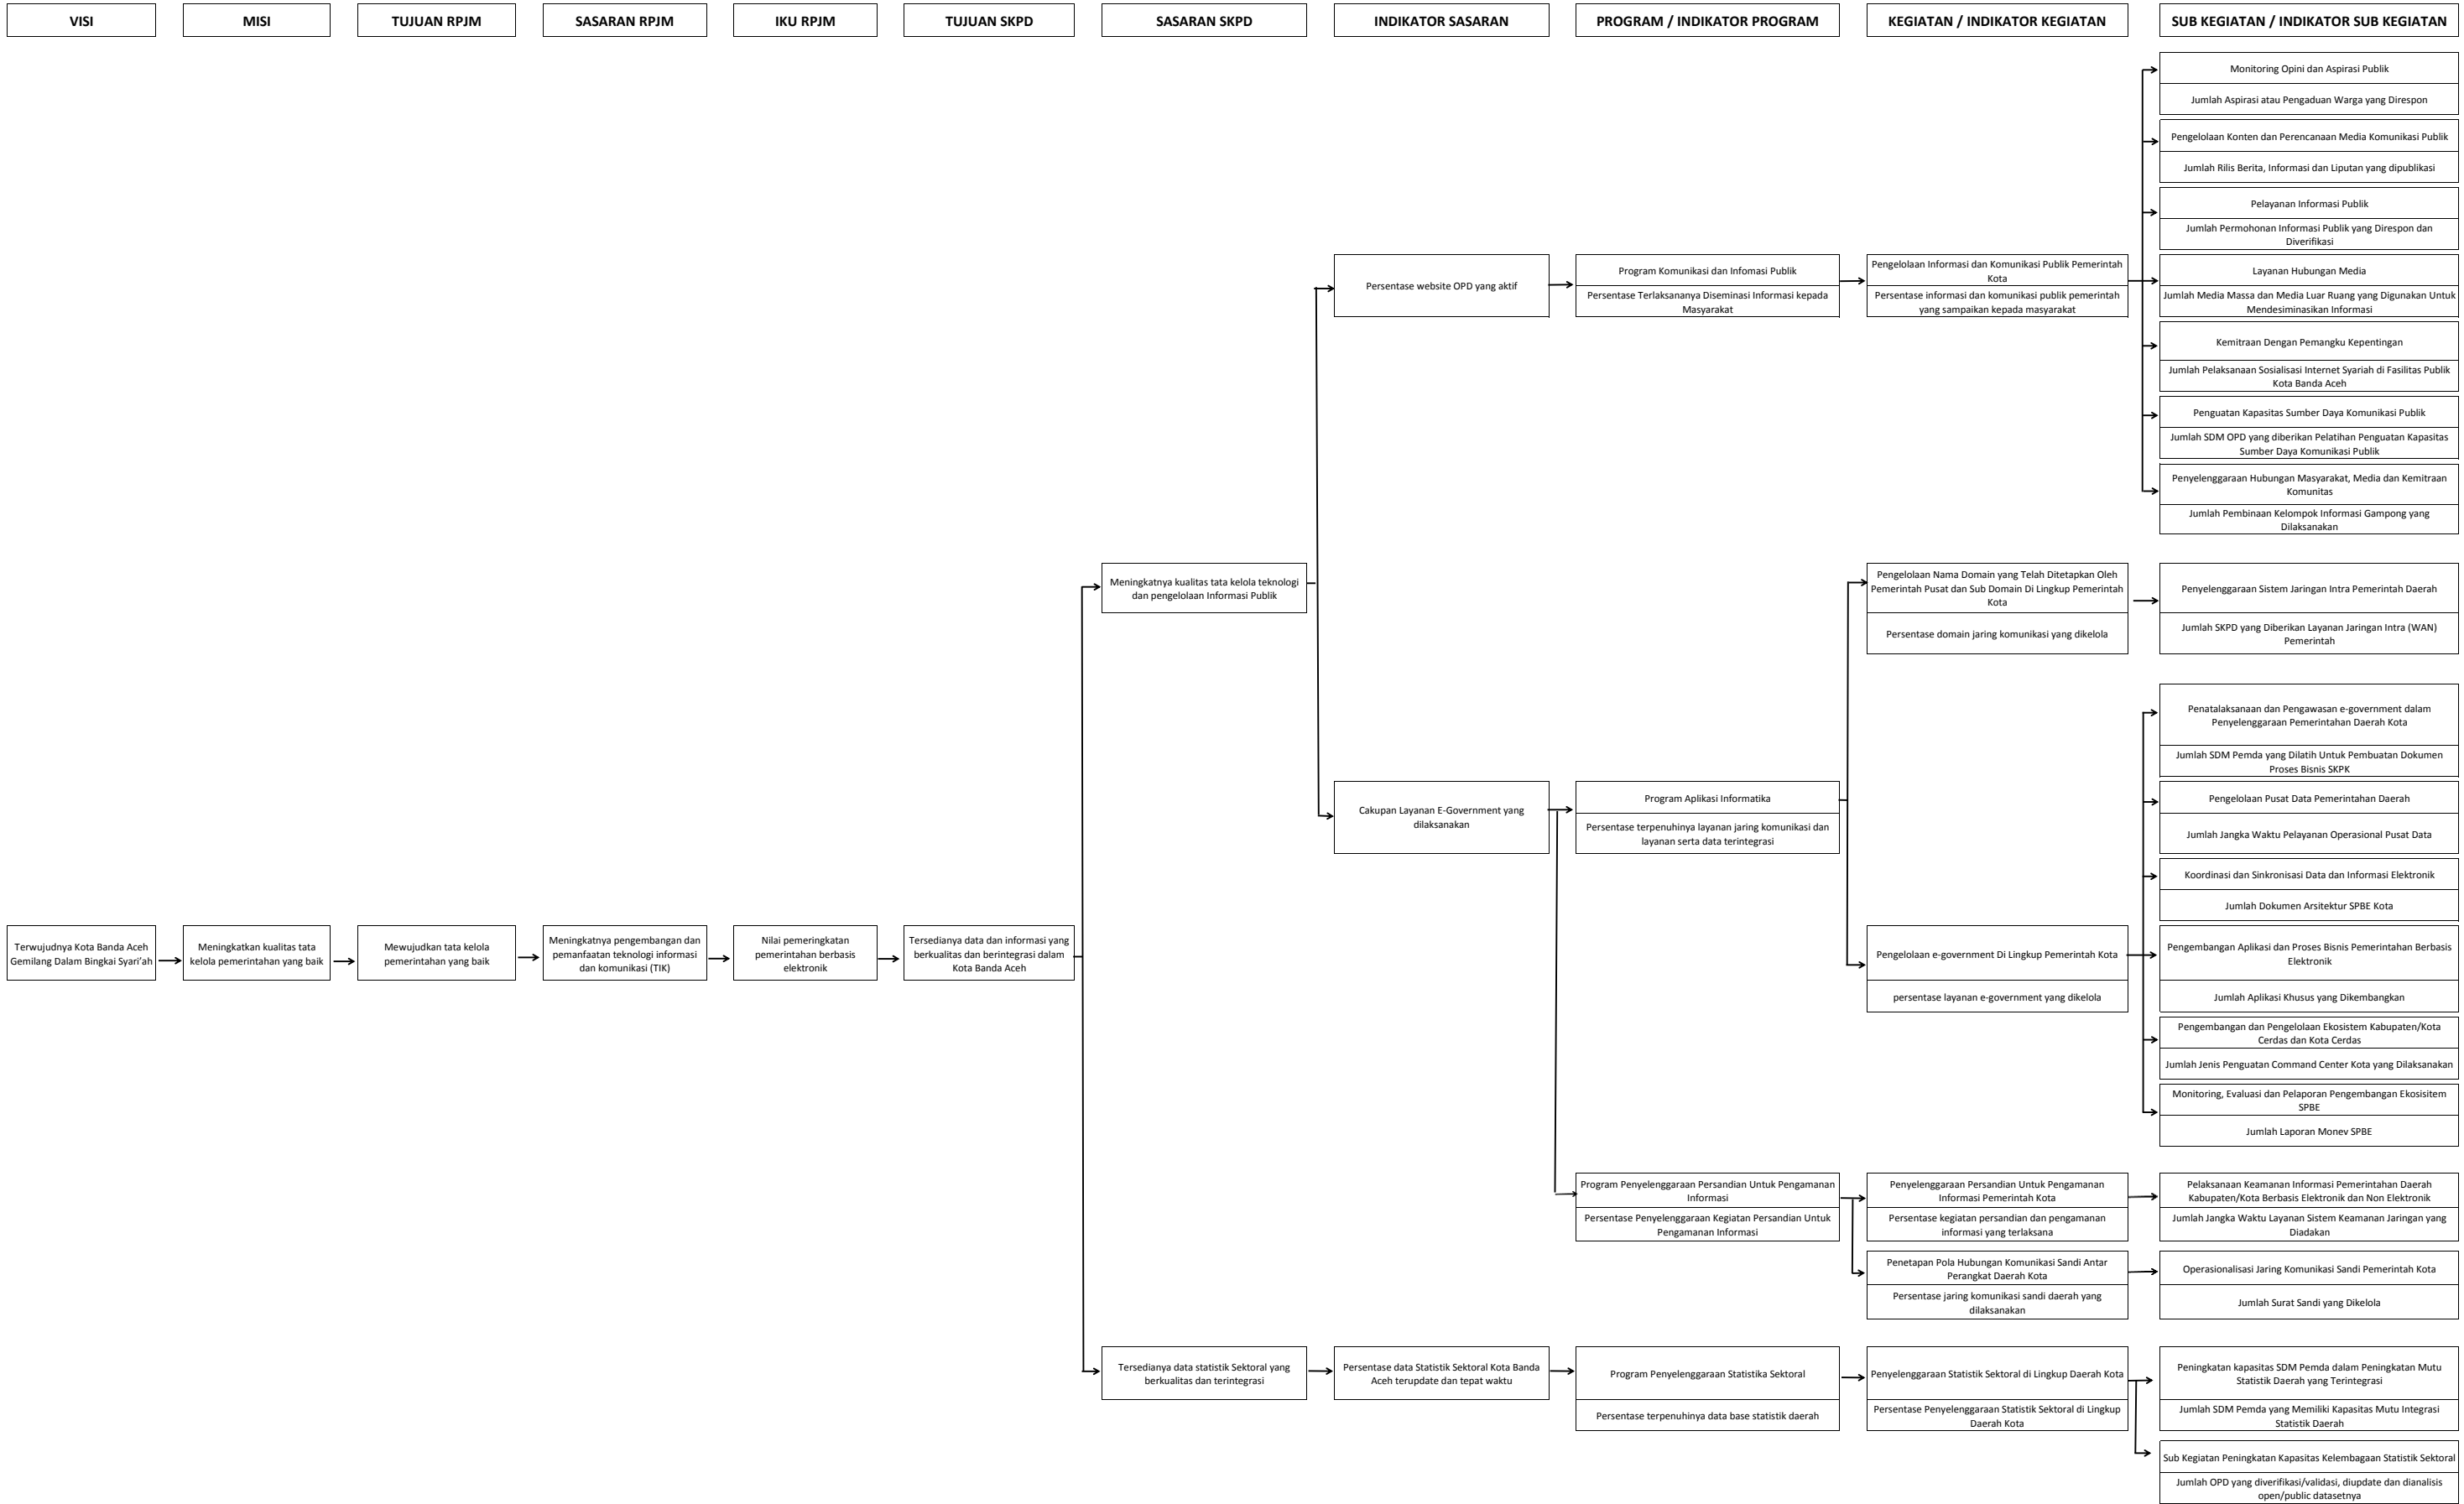 VISI
MISI
TUJUAN RPJM
SASARAN RPJM
IKU RPJM
TUJUAN SKPD
SASARAN SKPD
INDIKATOR SASARAN
PROGRAM / INDIKATOR PROGRAM
KEGIATAN / INDIKATOR KEGIATAN
SUB KEGIATAN / INDIKATOR SUB KEGIATAN
Terwujudnya Kota Banda Aceh
Gemilang Dalam Bingkai Syari'ah
Meningkatkan kualitas tata
kelola pemerintahan yang baik
Mewujudkan tata kelola
pemerintahan yang baik
Meningkatnya pengembangan dan
pemanfaatan teknologi informasi
dan komunikasi (TIK)
Nilai pemeringkatan
pemerintahan berbasis
elektronik
Tersedianya data dan informasi yang
berkualitas dan berintegrasi dalam
Kota Banda Aceh
Meningkatnya kualitas tata kelola teknologi
dan pengelolaan Informasi Publik
Persentase website OPD yang aktif
Program Komunikasi dan Infomasi Publik
Persentase Terlaksananya Diseminasi Informasi kepada
Masyarakat
Pengelolaan Informasi dan Komunikasi Publik Pemerintah
Kota
Persentase informasi dan komunikasi publik pemerintah
yang sampaikan kepada masyarakat
Monitoring Opini dan Aspirasi Publik
Jumlah Aspirasi atau Pengaduan Warga yang Direspon
Pengelolaan Konten dan Perencanaan Media Komunikasi Publik
Jumlah Rilis Berita, Informasi dan Liputan yang dipublikasi
Pelayanan Informasi Publik
Jumlah Permohonan Informasi Publik yang Direspon dan
Diverifikasi
Layanan Hubungan Media
Jumlah Media Massa dan Media Luar Ruang yang Digunakan Untuk
Mendesiminasikan Informasi
Kemitraan Dengan Pemangku Kepentingan
Jumlah Pelaksanaan Sosialisasi Internet Syariah di Fasilitas Publik
Kota Banda Aceh
Penguatan Kapasitas Sumber Daya Komunikasi Publik
Jumlah SDM OPD yang diberikan Pelatihan Penguatan Kapasitas
Sumber Daya Komunikasi Publik
Penyelenggaraan Hubungan Masyarakat, Media dan Kemitraan
Komunitas
Jumlah Pembinaan Kelompok Informasi Gampong yang
Dilaksanakan
Cakupan Layanan E-Government yang
dilaksanakan
Program Aplikasi Informatika
Persentase terpenuhinya layanan jaring komunikasi dan
layanan serta data terintegrasi
Pengelolaan Nama Domain yang Telah Ditetapkan Oleh
Pemerintah Pusat dan Sub Domain Di Lingkup Pemerintah
Kota
Persentase domain jaring komunikasi yang dikelola
Penyelenggaraan Sistem Jaringan Intra Pemerintah Daerah
Jumlah SKPD yang Diberikan Layanan Jaringan Intra (WAN)
Pemerintah
Pengelolaan e-government Di Lingkup Pemerintah Kota
persentase layanan e-government yang dikelola
Penatalaksanaan dan Pengawasan e-government dalam
Penyelenggaraan Pemerintahan Daerah Kota
Jumlah SDM Pemda yang Dilatih Untuk Pembuatan Dokumen
Proses Bisnis SKPK
Pengelolaan Pusat Data Pemerintahan Daerah
Jumlah Jangka Waktu Pelayanan Operasional Pusat Data
Koordinasi dan Sinkronisasi Data dan Informasi Elektronik
Jumlah Dokumen Arsitektur SPBE Kota
Pengembangan Aplikasi dan Proses Bisnis Pemerintahan Berbasis
Elektronik
Jumlah Aplikasi Khusus yang Dikembangkan
Pengembangan dan Pengelolaan Ekosistem Kabupaten/Kota
Cerdas dan Kota Cerdas
Jumlah Jenis Penguatan Command Center Kota yang Dilaksanakan
Monitoring, Evaluasi dan Pelaporan Pengembangan Ekosisitem
SPBE
Jumlah Laporan Monev SPBE
Program Penyelenggaraan Persandian Untuk Pengamanan
Informasi
Persentase Penyelenggaraan Kegiatan Persandian Untuk
Pengamanan Informasi
Penyelenggaraan Persandian Untuk Pengamanan
Informasi Pemerintah Kota
Persentase kegiatan persandian dan pengamanan
informasi yang terlaksana
Pelaksanaan Keamanan Informasi Pemerintahan Daerah
Kabupaten/Kota Berbasis Elektronik dan Non Elektronik
Jumlah Jangka Waktu Layanan Sistem Keamanan Jaringan yang
Diadakan
Penetapan Pola Hubungan Komunikasi Sandi Antar
Perangkat Daerah Kota
Persentase jaring komunikasi sandi daerah yang
dilaksanakan
Operasionalisasi Jaring Komunikasi Sandi Pemerintah Kota
Jumlah Surat Sandi yang Dikelola
Tersedianya data statistik Sektoral yang
berkualitas dan terintegrasi
Persentase data Statistik Sektoral Kota Banda
Aceh terupdate dan tepat waktu
Program Penyelenggaraan Statistika Sektoral
Persentase terpenuhinya data base statistik daerah
Penyelenggaraan Statistik Sektoral di Lingkup Daerah Kota
Persentase Penyelenggaraan Statistik Sektoral di Lingkup
Daerah Kota
Peningkatan kapasitas SDM Pemda dalam Peningkatan Mutu
Statistik Daerah yang Terintegrasi
Jumlah SDM Pemda yang Memiliki Kapasitas Mutu Integrasi
Statistik Daerah
Sub Kegiatan Peningkatan Kapasitas Kelembagaan Statistik Sektoral
Jumlah OPD yang diverifikasi/validasi, diupdate dan dianalisis
open/public datasetnya